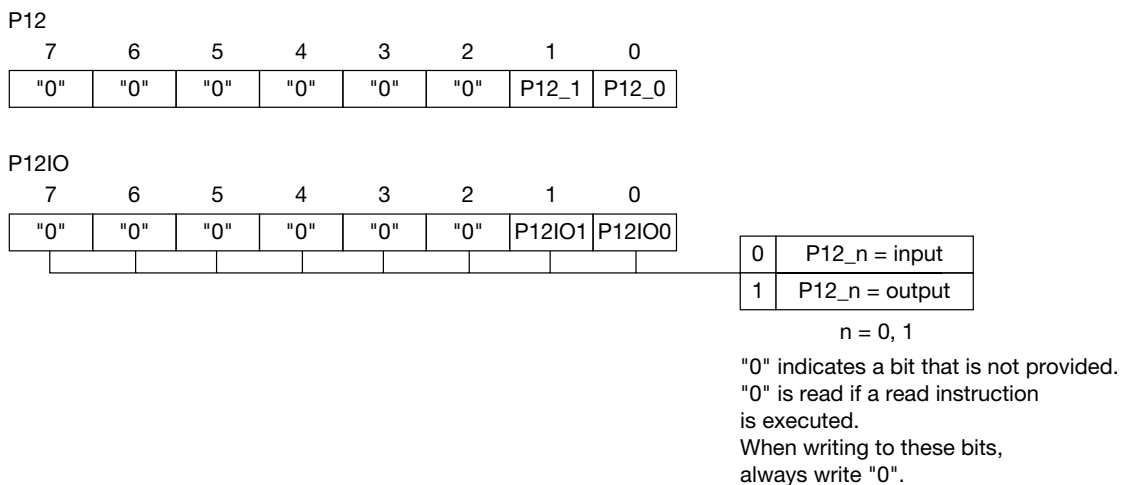 P12
7 6 5 4 3 2 1 0
"0" "0" "0" "0" "0" "0" P12_1 P12_0
P12IO
7 6 5 4 3 2 1 0
"0" "0" "0" "0" "0" "0" P12IO1 P12IO0
0 P12_n = input
1 P12_n = output
n = 0, 1
"0" indicates a bit that is not provided.
"0" is read if a read instruction
is executed.
When writing to these bits,
always write "0".